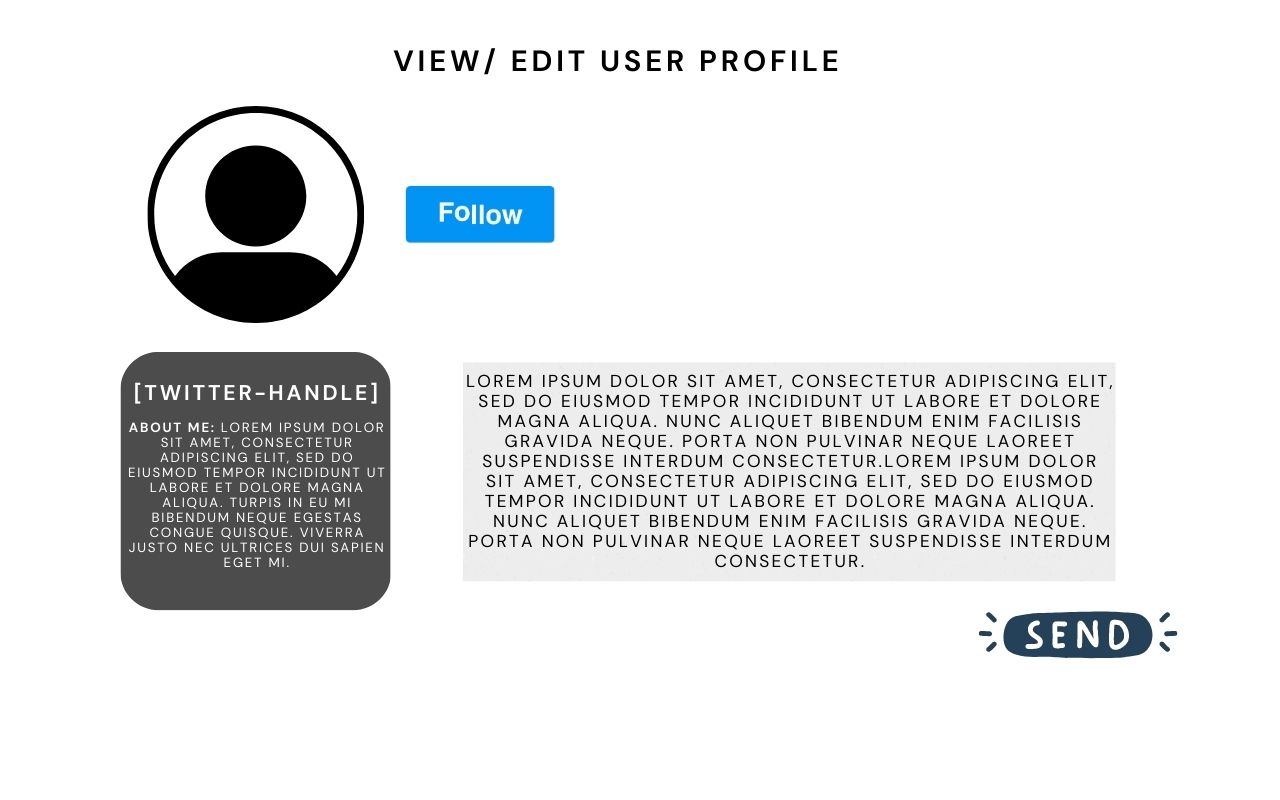 VIEW/ EDIT USER PROFILE
Follow
[TWITTER-HANDLE]
ABOUT ME: LOREM IPSUM DOLOR
SIT AMET, CONSECTETUR
ADIPISCING ELIT, SED DO
EIUSMOD TEMPOR INCIDIDUNT UT
LABORE ET DOLORE MAGNA
ALIQUA. TURPIS IN EU MI
BIBENDUM NEQUE EGESTAS
CONGUE QUISQUE. VIVERRA
JUSTO NEC ULTRICES DUI SAPIEN
EGET MI.
LOREM IPSUM DOLOR SIT AMET, CONSECTETUR ADIPISCING ELIT,
SED DO EIUSMOD TEMPOR INCIDIDUNT UT LABORE ET DOLORE
MAGNA ALIQUA. NUNC ALIQUET BIBENDUM ENIM FACILISIS
GRAVIDA NEQUE. PORTA NON PULVINAR NEQUE LAOREET
SUSPENDISSE INTERDUM CONSECTETUR.LOREM IPSUM DOLOR
SIT AMET, CONSECTETUR ADIPISCING ELIT, SED DO EIUSMOD
TEMPOR INCIDIDUNT UT LABORE ET DOLORE MAGNA ALIQUA.
NUNC ALIQUET BIBENDUM ENIM FACILISIS GRAVIDA NEQUE.
PORTA NON PULVINAR NEQUE LAOREET SUSPENDISSE INTERDUM
CONSECTETUR.
SEND